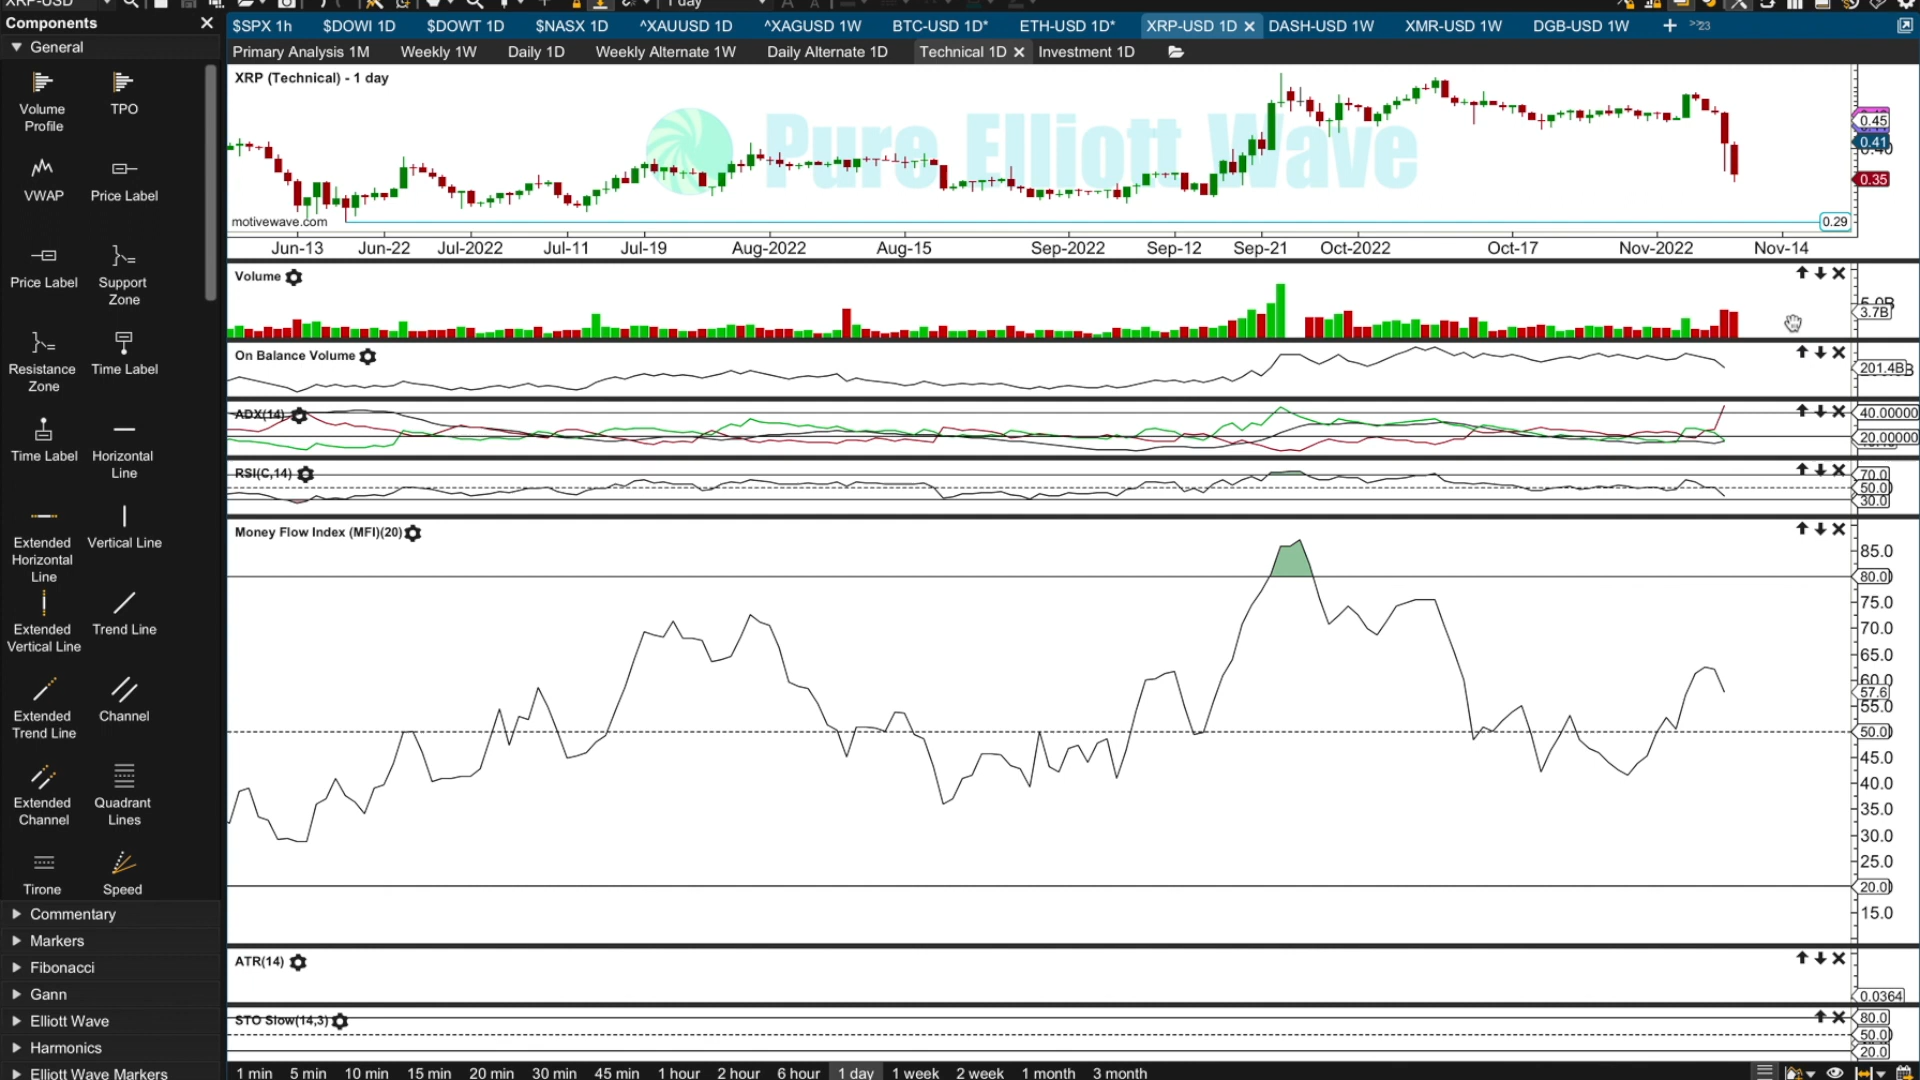 XRP-USD
1 day
Components
$SPX 1h
$DOWI 1D
$DOWT 1D
$NASX 1D
^XAUUSD 1D
^XAGUSD 1W
BTC-USD 1D*
ETH-USD 1D*
XRP-USD 1D
DASH-USD 1W
XMR-USD 1W
DGB-USD 1W
23
Primary Analysis 1M
Weekly 1W
Daily 1D
Weekly Alternate 1W
Daily Alternate 1D
Technical 1D
Investment 1D
General
Volume Profile
TPO
VWAP
Price Label
Price Label
Support Zone
Resistance Zone
Time Label
Time Label
Horizontal Line
Extended Horizontal Line
Vertical Line
Extended Vertical Line
Trend Line
Extended Trend Line
Channel
Extended Channel
Quadrant Lines
Tirone
Speed
Commentary
Markers
Fibonacci
Gann
Elliott Wave
Harmonics
Elliott Wave Markers
XRP (Technical) - 1 day
Pure Elliott Wave
0.45
0.41
0.35
0.29
motivewave.com
Jun-13
Jun-22
Jul-2022
Jul-11
Jul-19
Aug-2022
Aug-15
Sep-2022
Sep-12
Sep-21
Oct-2022
Oct-17
Nov-2022
Nov-14
Volume
3.7B
On Balance Volume
201.4B
ADX(14)
40.00000
20.00000
RSI(C,14)
70.0
50.0
30.0
Money Flow Index (MFI)(20)
85.0
80.0
75.0
70.0
65.0
60.0
57.6
55.0
50.0
45.0
40.0
35.0
30.0
25.0
20.0
15.0
ATR(14)
0.0364
STO Slow(14,3)
80.0
50.0
20.0
1 min
5 min
10 min
15 min
20 min
30 min
45 min
1 hour
2 hour
6 hour
1 day
1 week
2 week
1 month
3 month